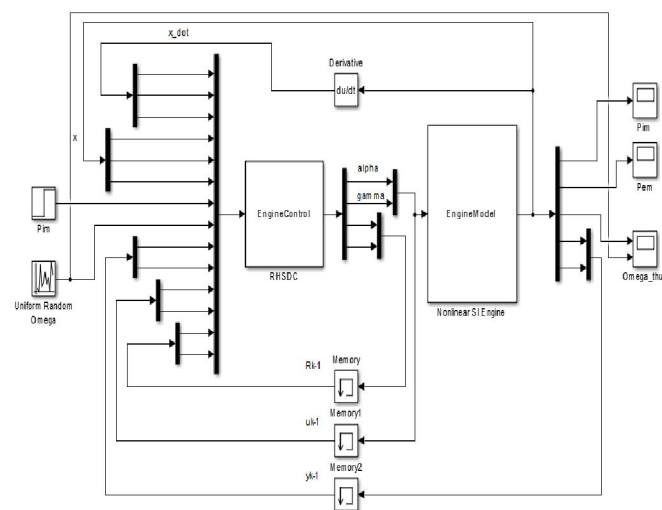 x_dot
Derivative
du/dt
x
Pim
Pem
Omega_thu
alpha
gamma
EngineControl
RHSDC
EngineModel
Nonlinear SI Engine
Pim
Uniform Random
Omega
Rk-1
Memory
uk-1
Memory1
yk-1
Memory2